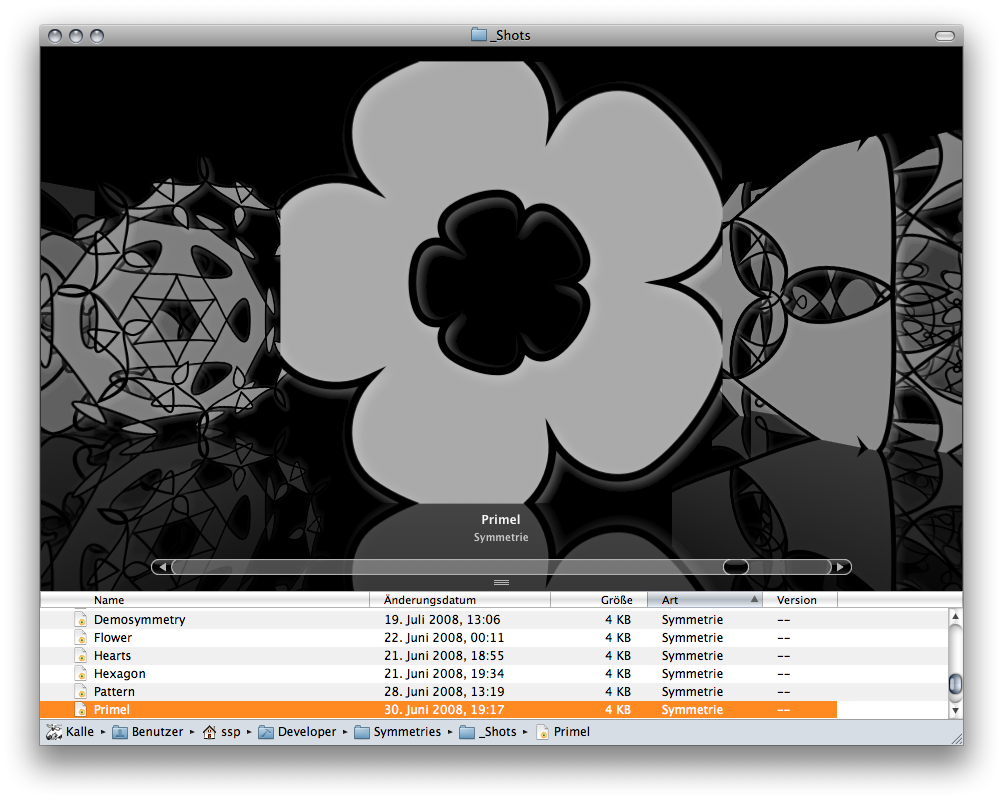 _Shots
Primel
Symmetrie
Name Änderungsdatum Größe Art Version
Demosymmetry 19. Juli 2008, 13:06 4 KB Symmetrie --
Flower 22. Juni 2008, 00:11 4 KB Symmetrie --
Hearts 21. Juni 2008, 18:55 4 KB Symmetrie --
Hexagon 21. Juni 2008, 19:34 4 KB Symmetrie --
Pattern 28. Juni 2008, 13:19 4 KB Symmetrie --
Primel 30. Juni 2008, 19:17 4 KB Symmetrie --
Kalle ▸ Benutzer ▸ ssp ▸ Developer ▸ Symmetries ▸ _Shots ▸ Primel